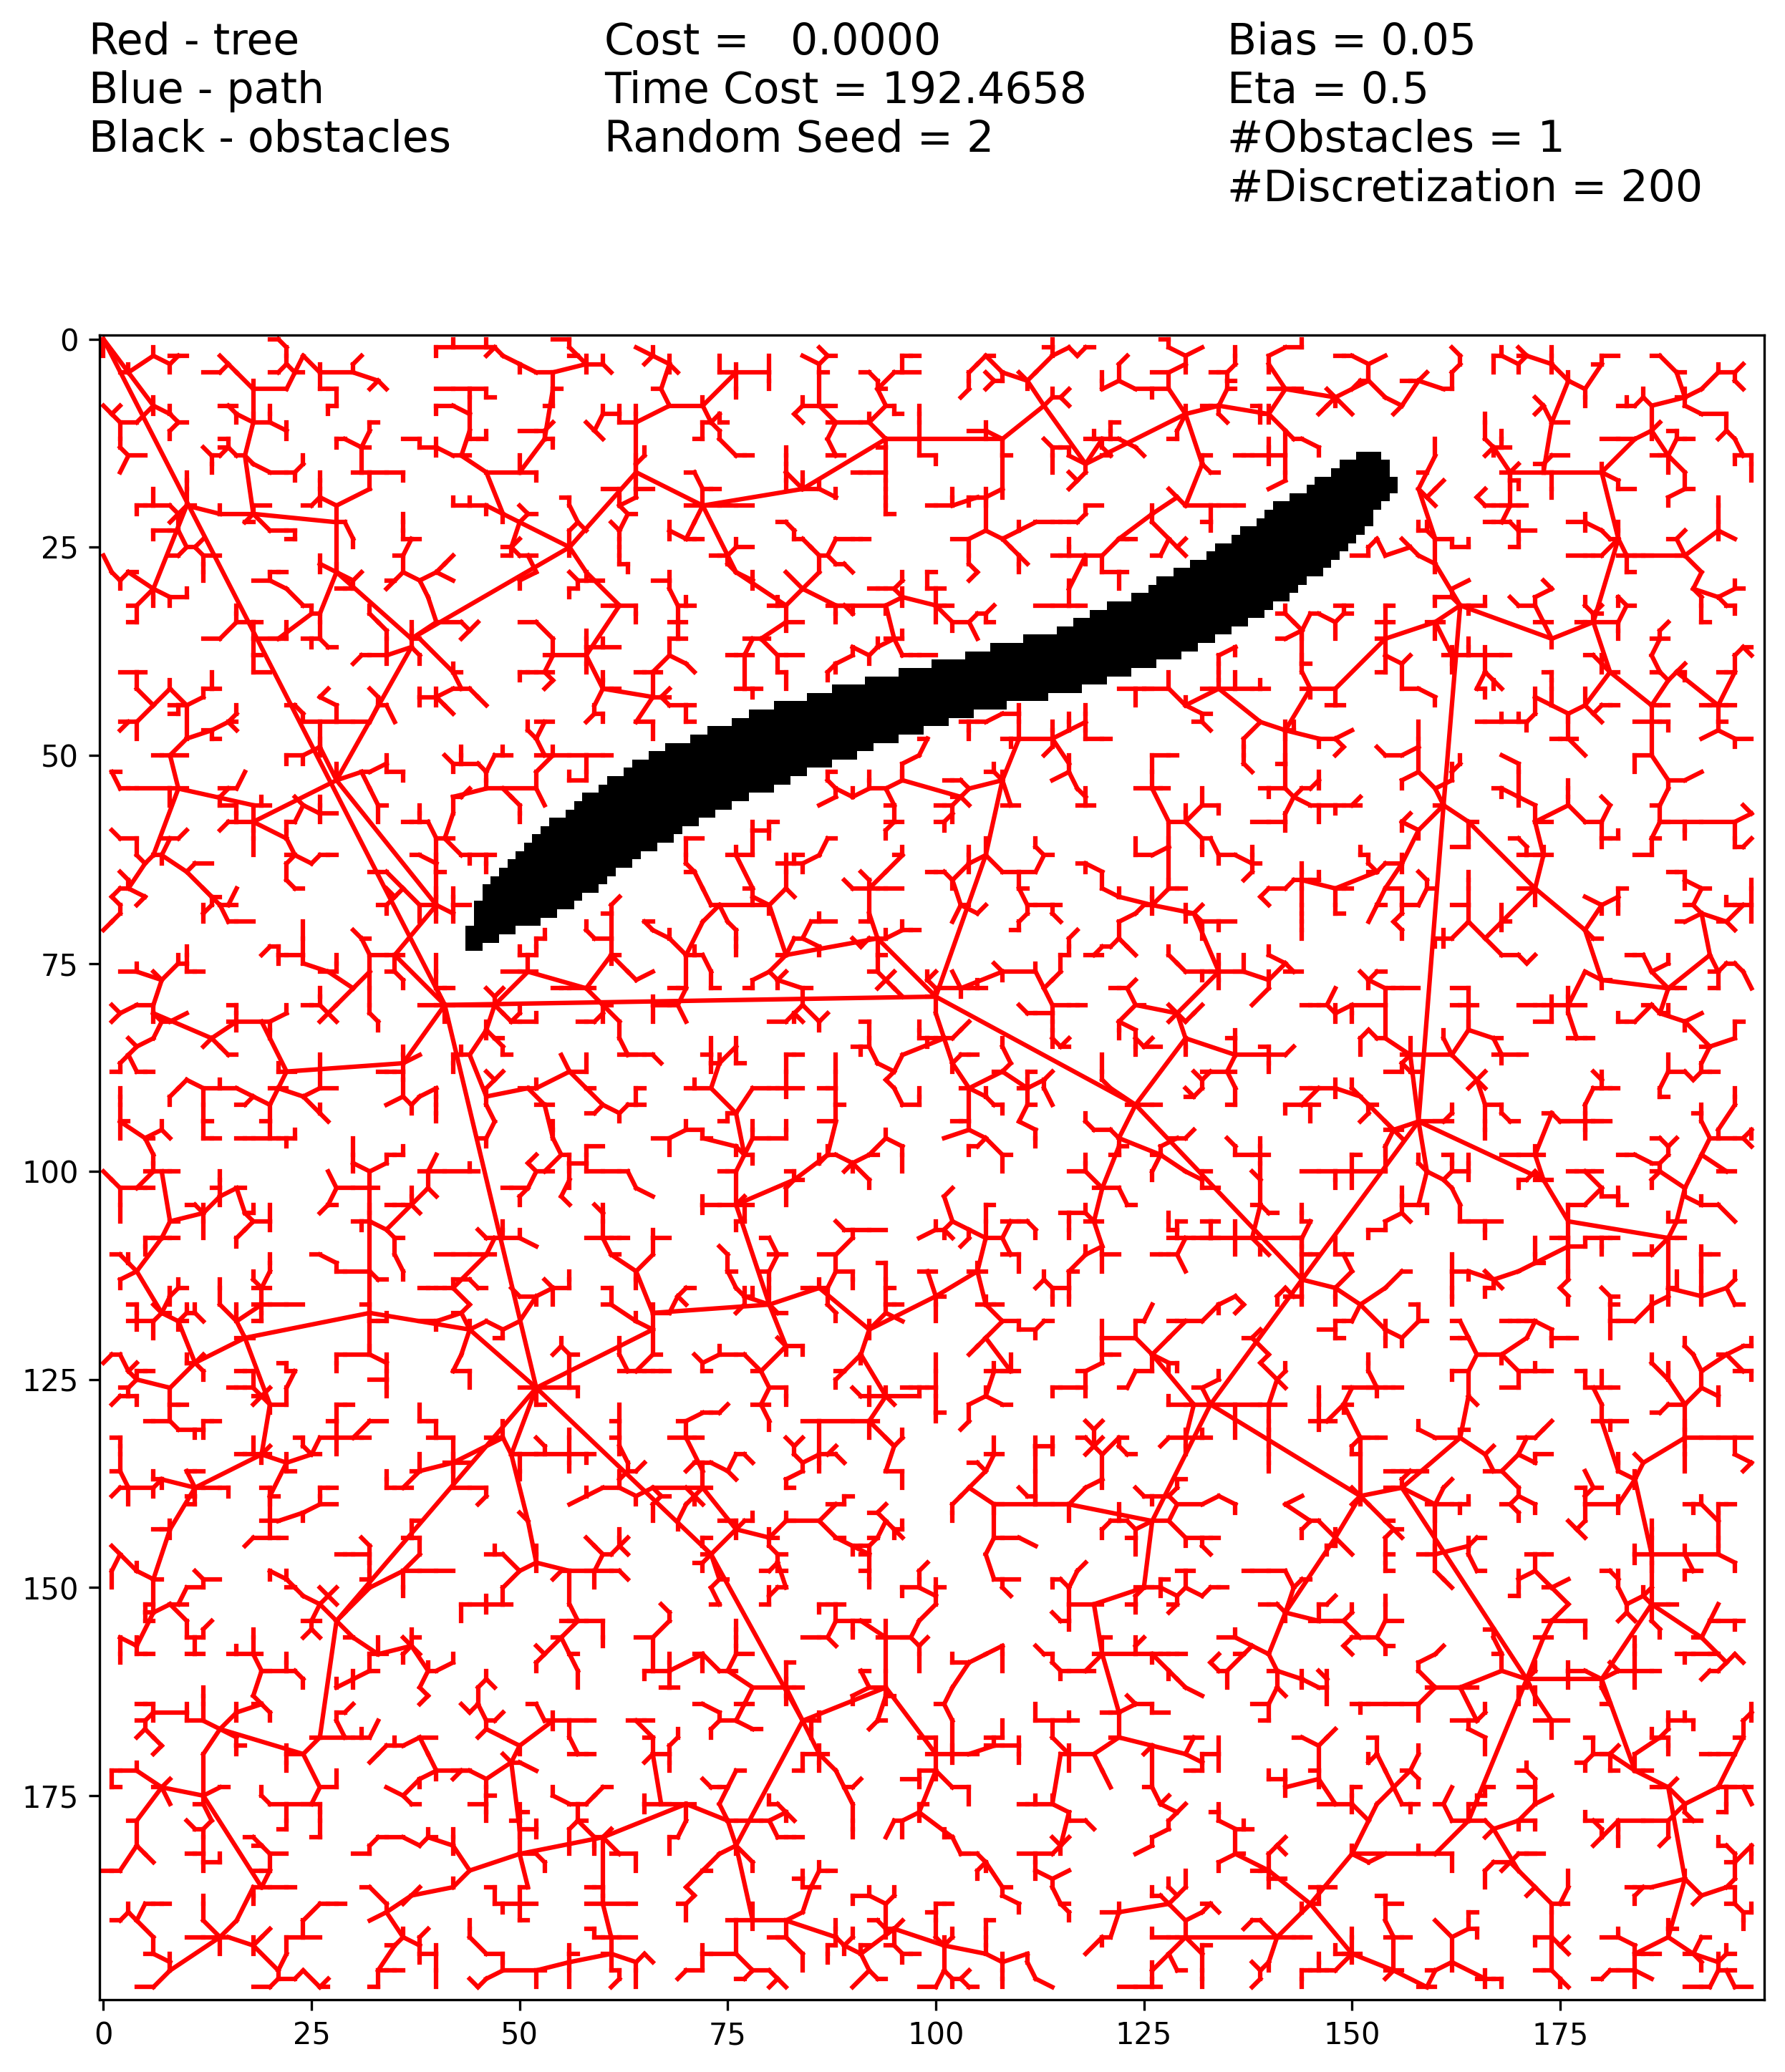 Red - tree
Blue - path
Black - obstacles
Cost =   0.0000
Time Cost = 192.4658
Random Seed = 2
Bias = 0.05
Eta = 0.5
#Obstacles = 1
#Discretization = 200
0
25
50
75
100
125
150
175
0
25
50
75
100
125
150
175